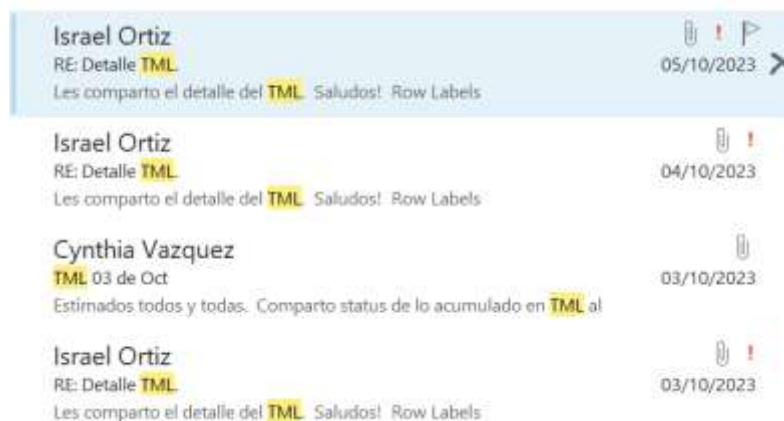 Israel Ortiz
RE: Detalle TML.
05/10/2023
Les comparto el detalle del TML. Saludos! Row Labels
Israel Ortiz
RE: Detalle TML.
04/10/2023
Les comparto el detalle del TML. Saludos! Row Labels
Cynthia Vazquez
TML 03 de Oct
03/10/2023
Estimados todos y todas. Comparto status de lo acumulado en TML al
Israel Ortiz
RE: Detalle TML.
03/10/2023
Les comparto el detalle del TML. Saludos! Row Labels